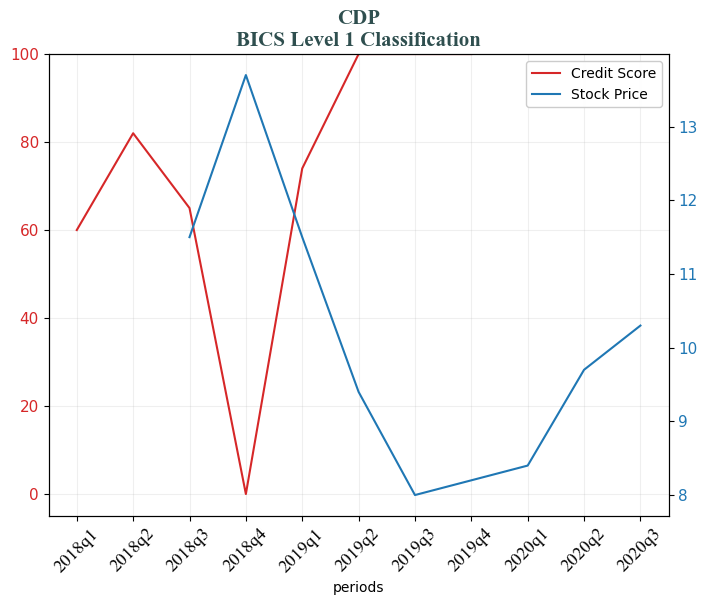 CDP
BICS Level 1 Classification
100
80
60
40
20
0
Credit Score
Stock Price
13
12
11
10
9
8
2018q1
2018q2
2018q3
2018q4
2019q1
2019q2
2019q3
2019q4
2020q1
2020q2
2020q3
periods